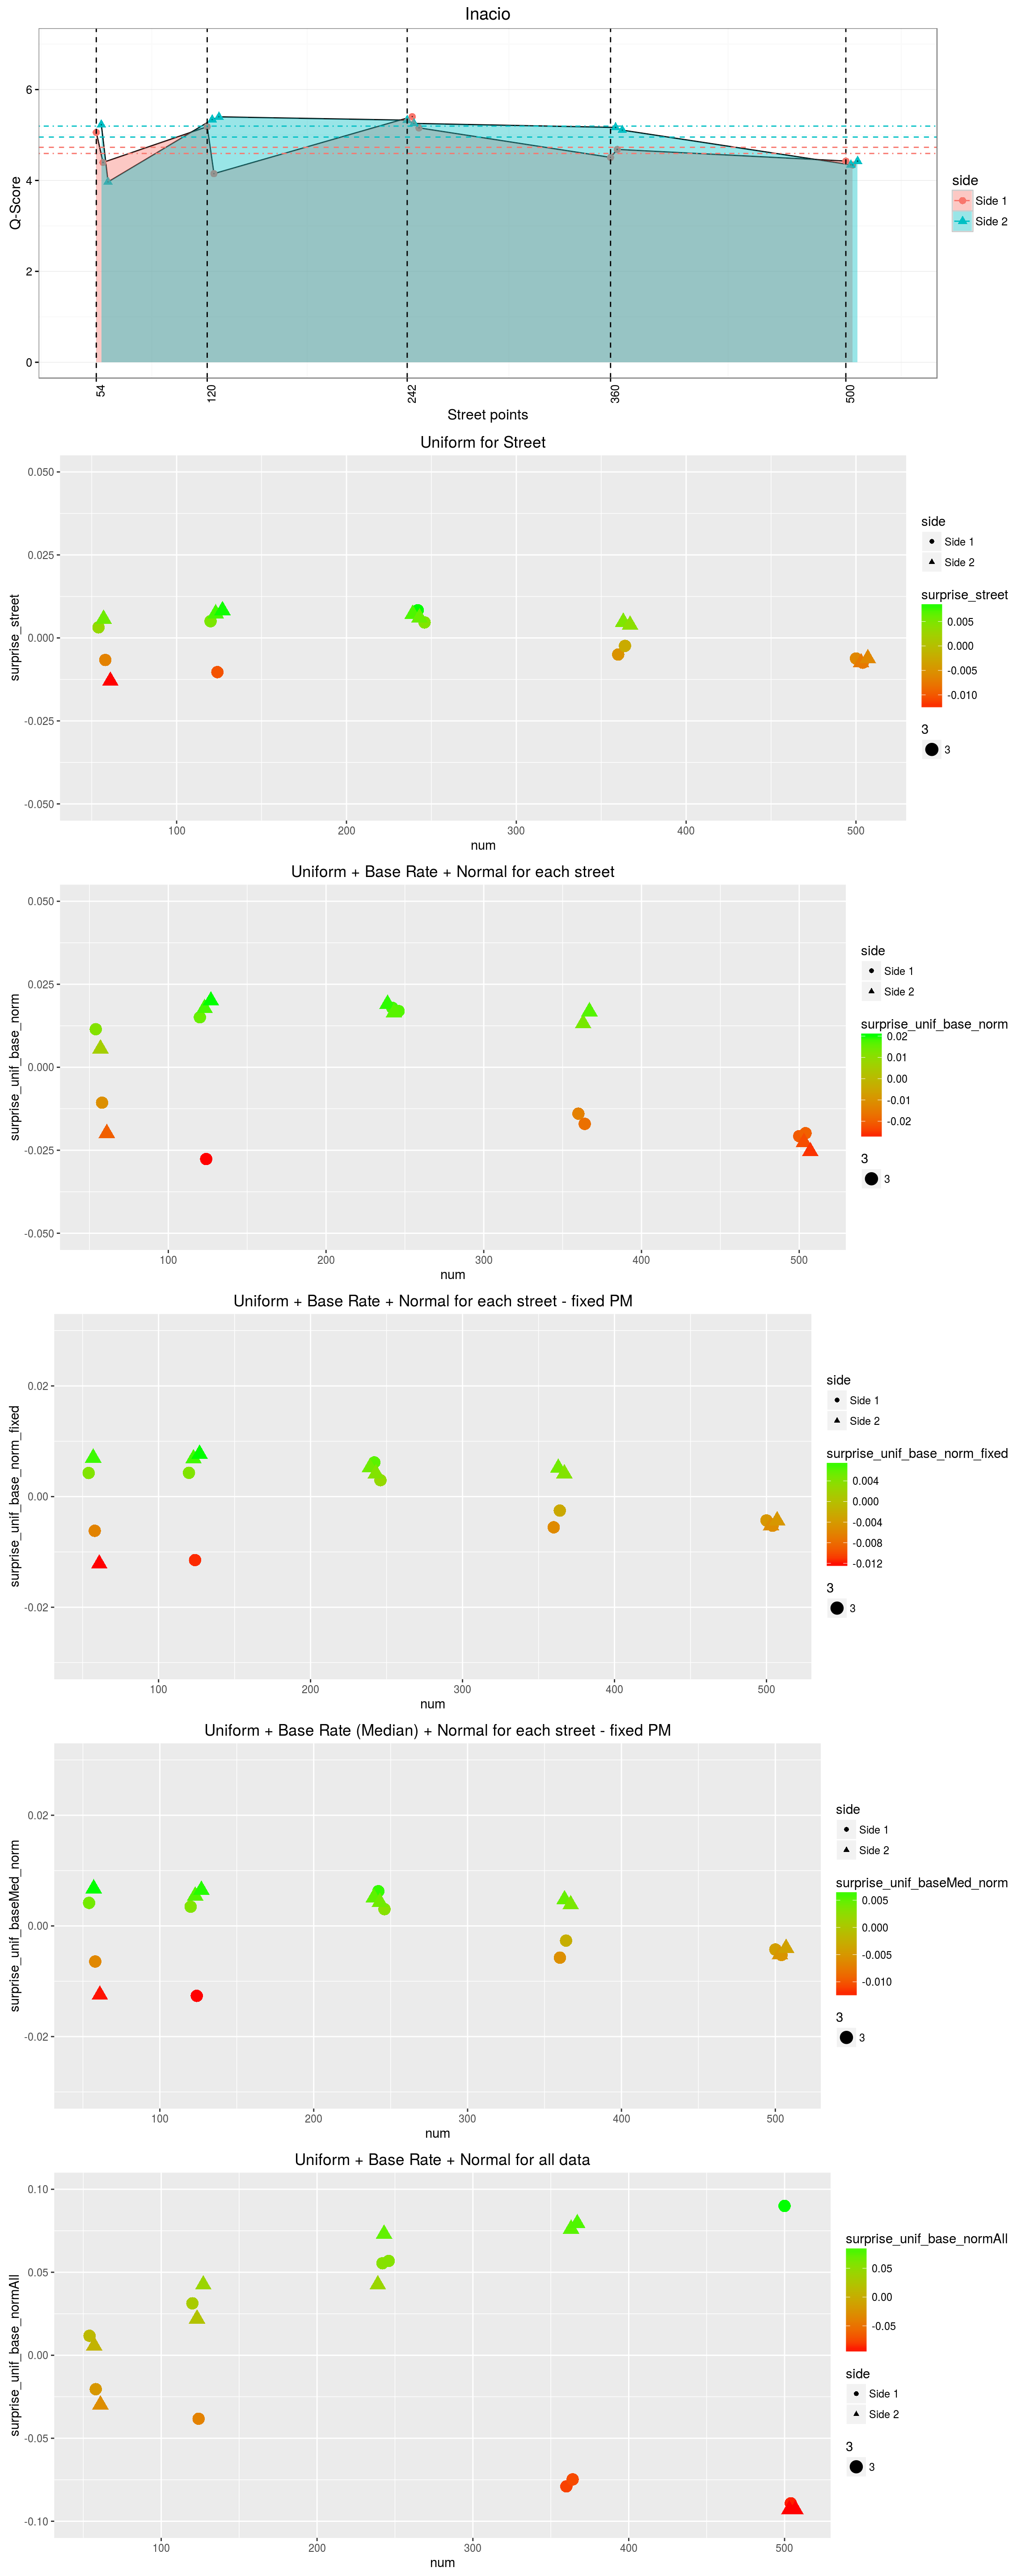 Inacio
Q-Score
6
4
2
0
54
120
242
360
500
Street points
side
Side 1
Side 2
Uniform for Street
surprise_street
0.050
0.025
0.000
-0.025
-0.050
100
200
300
400
500
num
side
Side 1
Side 2
surprise_street
0.005
0.000
-0.005
-0.010
3
3
Uniform + Base Rate + Normal for each street
surprise_unif_base_norm
0.050
0.025
0.000
-0.025
-0.050
100
200
300
400
500
num
side
Side 1
Side 2
surprise_unif_base_norm
0.02
0.01
0.00
-0.01
-0.02
3
3
Uniform + Base Rate + Normal for each street - fixed PM
surprise_unif_base_norm_fixed
0.02
0.00
-0.02
100
200
300
400
500
num
side
Side 1
Side 2
surprise_unif_base_norm_fixed
0.004
0.000
-0.004
-0.008
-0.012
3
3
Uniform + Base Rate (Median) + Normal for each street - fixed PM
surprise_unif_baseMed_norm
0.02
0.00
-0.02
100
200
300
400
500
num
side
Side 1
Side 2
surprise_unif_baseMed_norm
0.005
0.000
-0.005
-0.010
3
3
Uniform + Base Rate + Normal for all data
surprise_unif_base_normAll
0.10
0.05
0.00
-0.05
-0.10
100
200
300
400
500
num
surprise_unif_base_normAll
0.05
0.00
-0.05
side
Side 1
Side 2
3
3